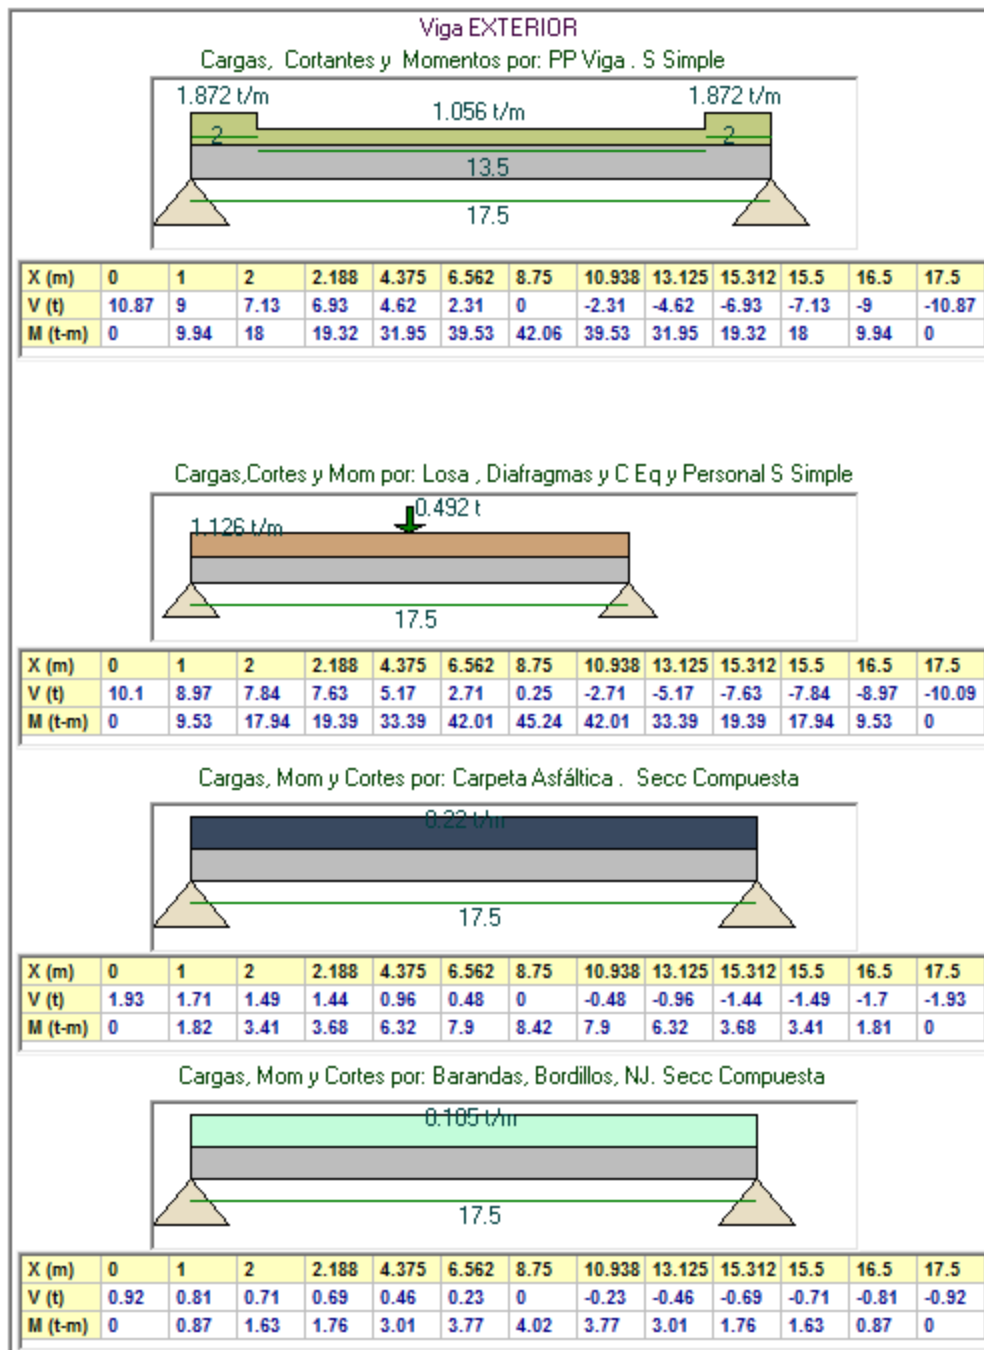 Viga EXTERIOR
Cargas, Cortantes y Momentos por: PP Viga . S Simple
1.872 t/m 1.056 t/m 1.872 t/m
2 2
13.5
17.5
X (m) 0 1 2 2.188 4.375 6.562 8.75 10.938 13.125 15.312 15.5 16.5 17.5
V (t) 10.87 9 7.13 6.93 4.62 2.31 0 -2.31 -4.62 -6.93 -7.13 -9 -10.87
M (t-m) 0 9.94 18 19.32 31.95 39.53 42.06 39.53 31.95 19.32 18 9.94 0
Cargas,Cortes y Mom por: Losa , Diafragmas y C Eq y Personal S Simple
0.492 t
1.126 t/m
17.5
X (m) 0 1 2 2.188 4.375 6.562 8.75 10.938 13.125 15.312 15.5 16.5 17.5
V (t) 10.1 8.97 7.84 7.63 5.17 2.71 0.25 -2.71 -5.17 -7.63 -7.84 -8.97 -10.09
M (t-m) 0 9.53 17.94 19.39 33.39 42.01 45.24 42.01 33.39 19.39 17.94 9.53 0
Cargas, Mom y Cortes por: Carpeta Asfáltica . Secc Compuesta
0.22 t/m
17.5
X (m) 0 1 2 2.188 4.375 6.562 8.75 10.938 13.125 15.312 15.5 16.5 17.5
V (t) 1.93 1.71 1.49 1.44 0.96 0.48 0 -0.48 -0.96 -1.44 -1.49 -1.7 -1.93
M (t-m) 0 1.82 3.41 3.68 6.32 7.9 8.42 7.9 6.32 3.68 3.41 1.81 0
Cargas, Mom y Cortes por: Barandas, Bordillos, NJ. Secc Compuesta
0.105 t/m
17.5
X (m) 0 1 2 2.188 4.375 6.562 8.75 10.938 13.125 15.312 15.5 16.5 17.5
V (t) 0.92 0.81 0.71 0.69 0.46 0.23 0 -0.23 -0.46 -0.69 -0.71 -0.81 -0.92
M (t-m) 0 0.87 1.63 1.76 3.01 3.77 4.02 3.77 3.01 1.76 1.63 0.87 0